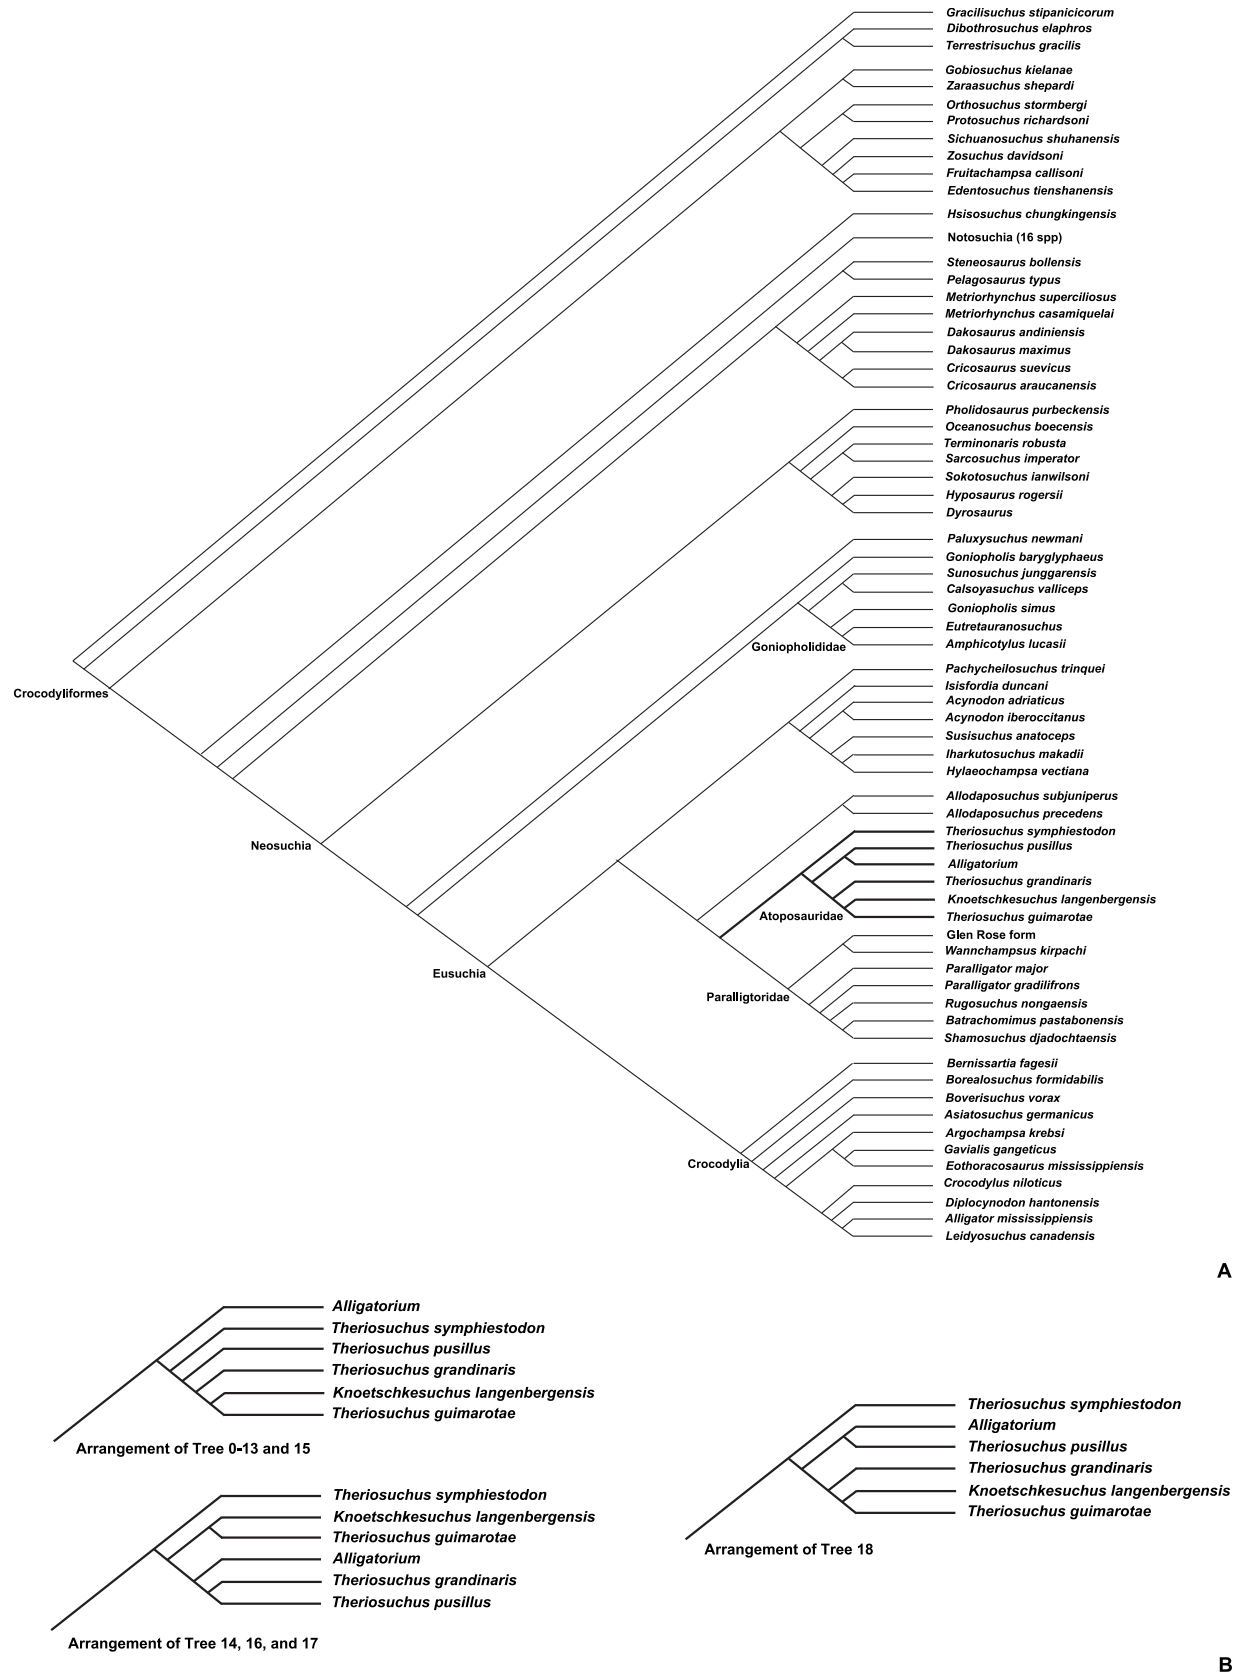 Gracilisuchus stipanicicorum
Dibothrosuchus elaphros
Terrestrisuchus gracilis
Gobiosuchus kielanae
Zaraasuchus shepardi
Orthosuchus stormbergi
Protosuchus richardsoni
Sichuanosuchus shuhanensis
Zosuchus davidsoni
Fruitachampsa callisoni
Edentosuchus tienshanensis
Hsisosuchus chungkingensis
Notosuchia (16 spp)
Steneosaurus bollensis
Pelagosaurus typus
Metriorhynchus superciliosus
Metriorhynchus casamiquelai
Dakosaurus andiniensis
Dakosaurus maximus
Cricosaurus suevicus
Cricosaurus araucanensis
Pholidosaurus purbeckensis
Oceanosuchus boecensis
Terminonaris robusta
Sarcosuchus imperator
Sokotosuchus ianwilsoni
Hyposaurus rogersii
Dyrosaurus
Paluxysuchus newmani
Goniopholis baryglyphaeus
Sunosuchus junggarensis
Calsoyasuchus valliceps
Goniopholis simus
Eutretauranosuchus
Amphicotylus lucasii
Goniopholididae
Pachycheilosuchus trinquei
Isisfordia duncani
Crocodyliformes
Acynodon adriaticus
Acynodon iberoccitanus
Susisuchus anatoceps
Iharkutosuchus makadii
Hylaeochampsa vectiana
Allodaposuchus subjuniperus
Allodaposuchus precedens
Theriosuchus symphiestodon
Neosuchia
Theriosuchus pusillus
Alligatorium
Theriosuchus grandinaris
Knoetschkesuchus langenbergensis
Atoposauridae
Theriosuchus guimarotae
Glen Rose form
Wannchampsus kirpachi
Paralligator major
Eusuchia
Paralligator gradilifrons
Paralligtoridae
Rugosuchus nongaensis
Batrachomimus pastabonensis
Shamosuchus djadochtaensis
Bernissartia fagesii
Borealosuchus formidabilis
Boverisuchus vorax
Asiatosuchus germanicus
Argochampsa krebsi
Gavialis gangeticus
Crocodylia
Eothoracosaurus mississippiensis
Crocodylus niloticus
Diplocynodon hantonensis
Alligator mississippiensis
Leidyosuchus canadensis
A
Alligatorium
Theriosuchus symphiestodon
Theriosuchus pusillus
Theriosuchus grandinaris
Knoetschkesuchus langenbergensis
Theriosuchus guimarotae
Arrangement of Tree 0-13 and 15
Theriosuchus symphiestodon
Knoetschkesuchus langenbergensis
Theriosuchus guimarotae
Alligatorium
Theriosuchus grandinaris
Theriosuchus pusillus
Arrangement of Tree 14, 16, and 17
Theriosuchus symphiestodon
Alligatorium
Theriosuchus pusillus
Theriosuchus grandinaris
Knoetschkesuchus langenbergensis
Theriosuchus guimarotae
Arrangement of Tree 18
B